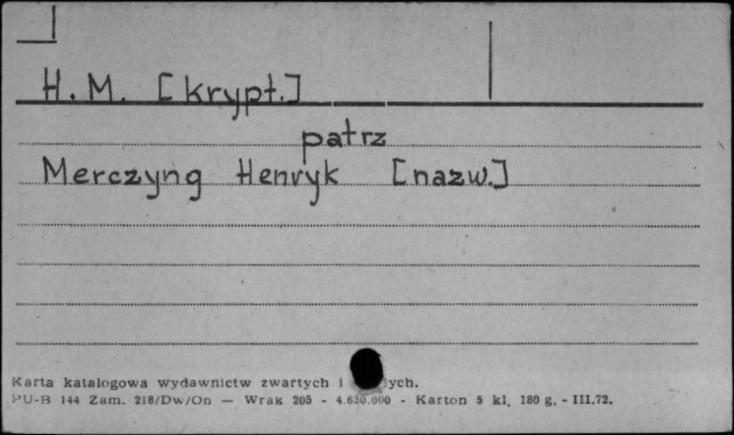 H. M. [krypt.]
patrz
Merczyng Henryk [nazw.]
Karta katalogowa wydawnictw zwartych i
PU-B 144 Zam. 218/Dw/On — Wrak 205 - 4.630.000 - Karton 5 kl. 180 g. - III.72.